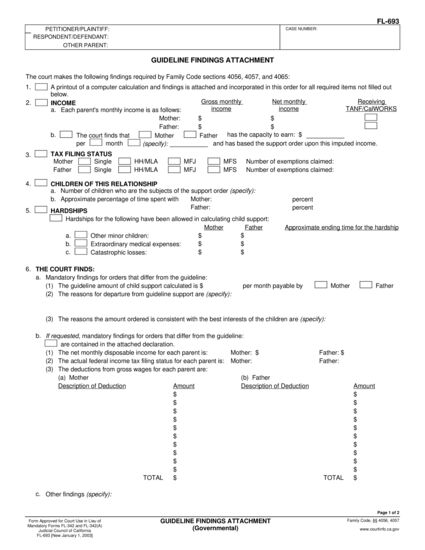 FL-693
PETITIONER/PLAINTIFF:
CASE NUMBER:
RESPONDENT/DEFENDANT:
OTHER PARENT:
GUIDELINE FINDINGS ATTACHMENT
The court makes the following findings required by Family Code sections 4056, 4057, and 4065:
1. A printout of a computer calculation and findings is attached and incorporated in this order for all required items not filled out
below.
2. INCOME Gross monthly Net monthly Receiving
a. Each parent's monthly income is as follows: income income TANF/CalWORKS
Mother: $ $
Father: $ $
b. The court finds that Mother Father has the capacity to earn: $ ____________
per month (specify): ____________ and has based the support order upon this imputed income.
3. TAX FILING STATUS
Mother Single HH/MLA MFJ MFS Number of exemptions claimed:
Father Single HH/MLA MFJ MFS Number of exemptions claimed:
4. CHILDREN OF THIS RELATIONSHIP
a. Number of children who are the subjects of the support order (specify):
b. Approximate percentage of time spent with Mother: percent
Father: percent
5. HARDSHIPS
Hardships for the following have been allowed in calculating child support:
Mother Father Approximate ending time for the hardship
a. Other minor children: $ $
b. Extraordinary medical expenses: $ $
c. Catastrophic losses: $ $
6. THE COURT FINDS:
a. Mandatory findings for orders that differ from the guideline:
(1) The guideline amount of child support calculated is $ per month payable by Mother Father
(2) The reasons for departure from guideline support are (specify):
(3) The reasons the amount ordered is consistent with the best interests of the children are (specify):
b. If requested, mandatory findings for orders that differ from the guideline:
are contained in the attached declaration.
(1) The net monthly disposable income for each parent is: Mother: $ Father: $
(2) The actual federal income tax filing status for each parent is: Mother: Father:
(3) The deductions from gross wages for each parent are:
(a) Mother (b) Father
Description of Deduction Amount Description of Deduction Amount
$ $
$ $
$ $
$ $
$ $
$ $
$ $
$ $
$ $
$ $
TOTAL $ TOTAL $
c. Other findings (specify):
Page 1 of 2
Form Approved for Court Use in Lieu of
Mandatory Forms FL-342 and FL-342(A)
Judicial Council of California
FL-693 [New January 1, 2003]
GUIDELINE FINDINGS ATTACHMENT
(Governmental)
Family Code, §§ 4056, 4057
www.courtinfo.ca.gov